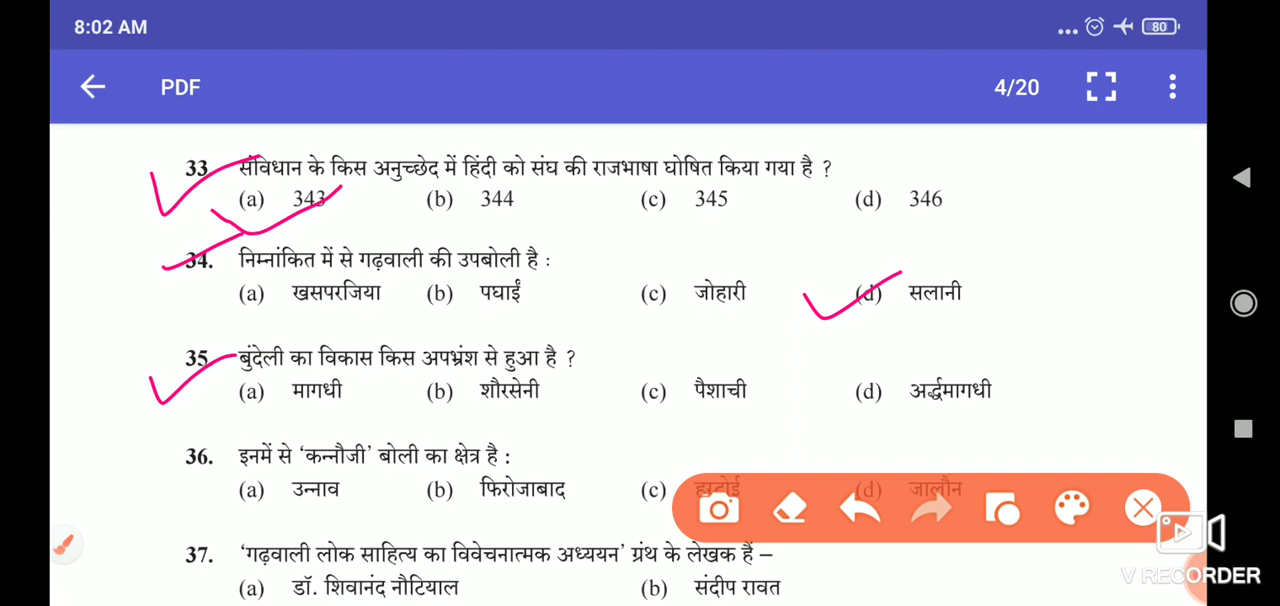 8:02 AM
80
PDF
4/20
33. संविधान के किस अनुच्छेद में हिंदी को संघ की राजभाषा घोषित किया गया है ?
(a) 343 (b) 344 (c) 345 (d) 346
34. निम्नांकित में से गढ़वाली की उपबोली है :
(a) खसपरजिया (b) पघाईं (c) जोहारी (d) सलानी
35. बुंदेली का विकास किस अपभ्रंश से हुआ है ?
(a) मागधी (b) शौरसेनी (c) पैशाची (d) अर्द्धमागधी
36. इनमें से ‘कन्नौजी’ बोली का क्षेत्र है :
(a) उन्नाव (b) फिरोजाबाद (c) हरदोई (d) जालौन
37. ‘गढ़वाली लोक साहित्य का विवेचनात्मक अध्ययन’ ग्रंथ के लेखक हैं –
(a) डॉ. शिवानंद नौटियाल (b) संदीप रावत
V RECORDER